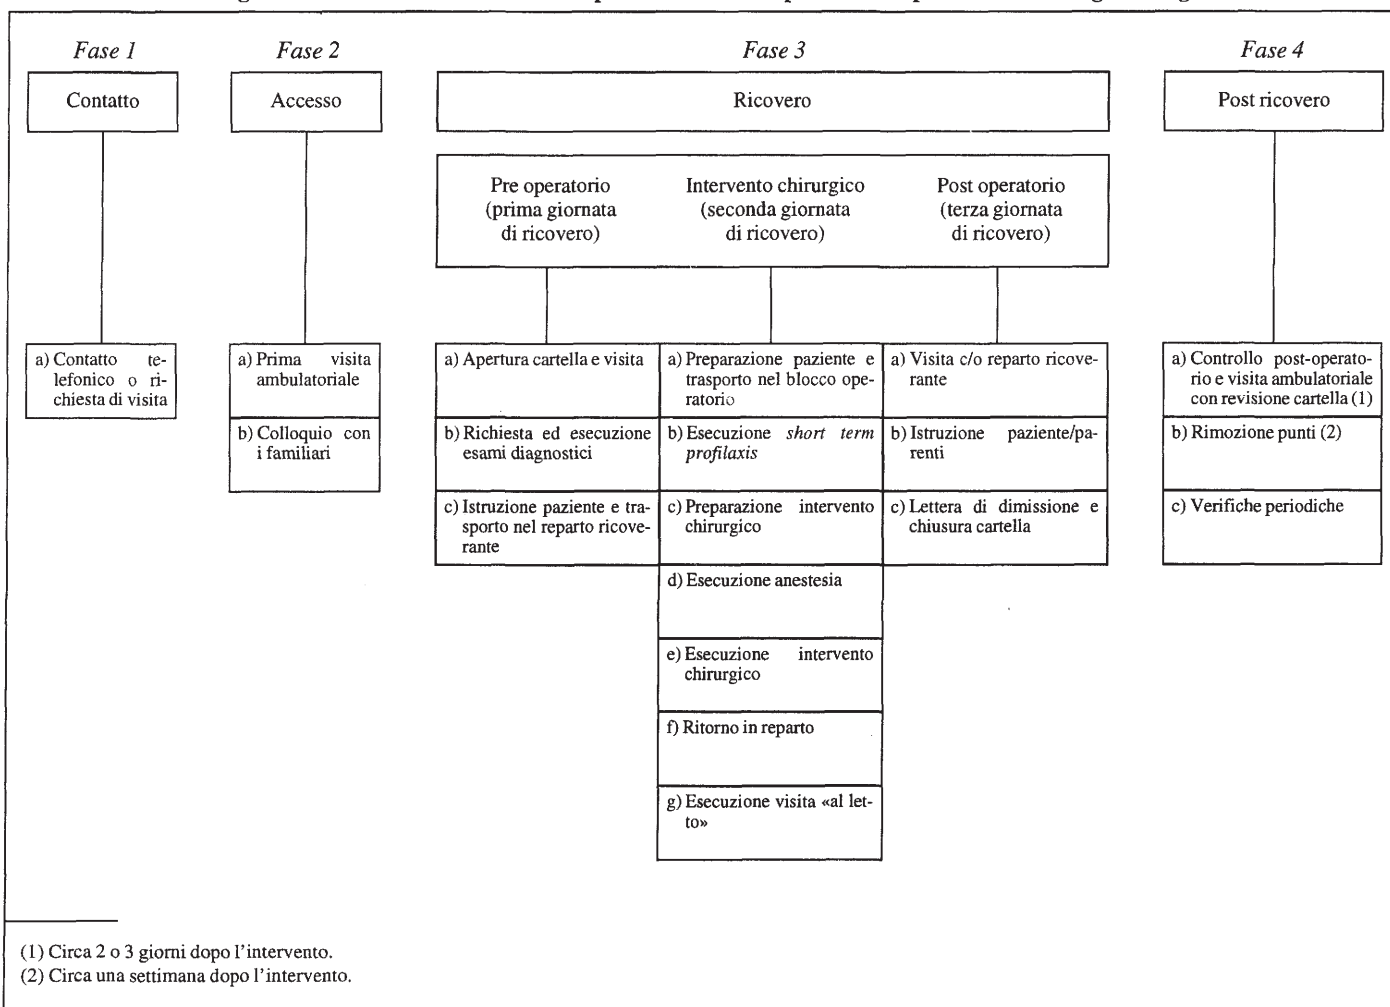 Fase 1
Contatto
a) Contatto te-
lefonico o ri-
chiesta di visita
Fase 2
Accesso
a) Prima visita
ambulatoriale
b) Colloquio con
i familiari
Fase 3
Ricovero
Pre operatorio
(prima giornata
di ricovero)
Intervento chirurgico
(seconda giornata
di ricovero)
Post operatorio
(terza giornata
di ricovero)
a) Apertura cartella e visita
b) Richiesta ed esecuzione
esami diagnostici
c) Istruzione paziente e tra-
sporto nel reparto ricove-
rante
a) Preparazione paziente e
trasporto nel blocco ope-
ratorio
b) Esecuzione short term
profilaxis
c) Preparazione intervento
chirurgico
d) Esecuzione anestesia
e) Esecuzione intervento
chirurgico
f) Ritorno in reparto
g) Esecuzione visita «al let-
to»
a) Visita c/o reparto ricove-
rante
b) Istruzione paziente/pa-
renti
c) Lettera di dimissione e
chiusura cartella
Fase 4
Post ricovero
a) Controllo post-operato-
rio e visita ambulatoriale
con revisione cartella (1)
b) Rimozione punti (2)
c) Verifiche periodiche
(1) Circa 2 o 3 giorni dopo l'intervento.
(2) Circa una settimana dopo l'intervento.